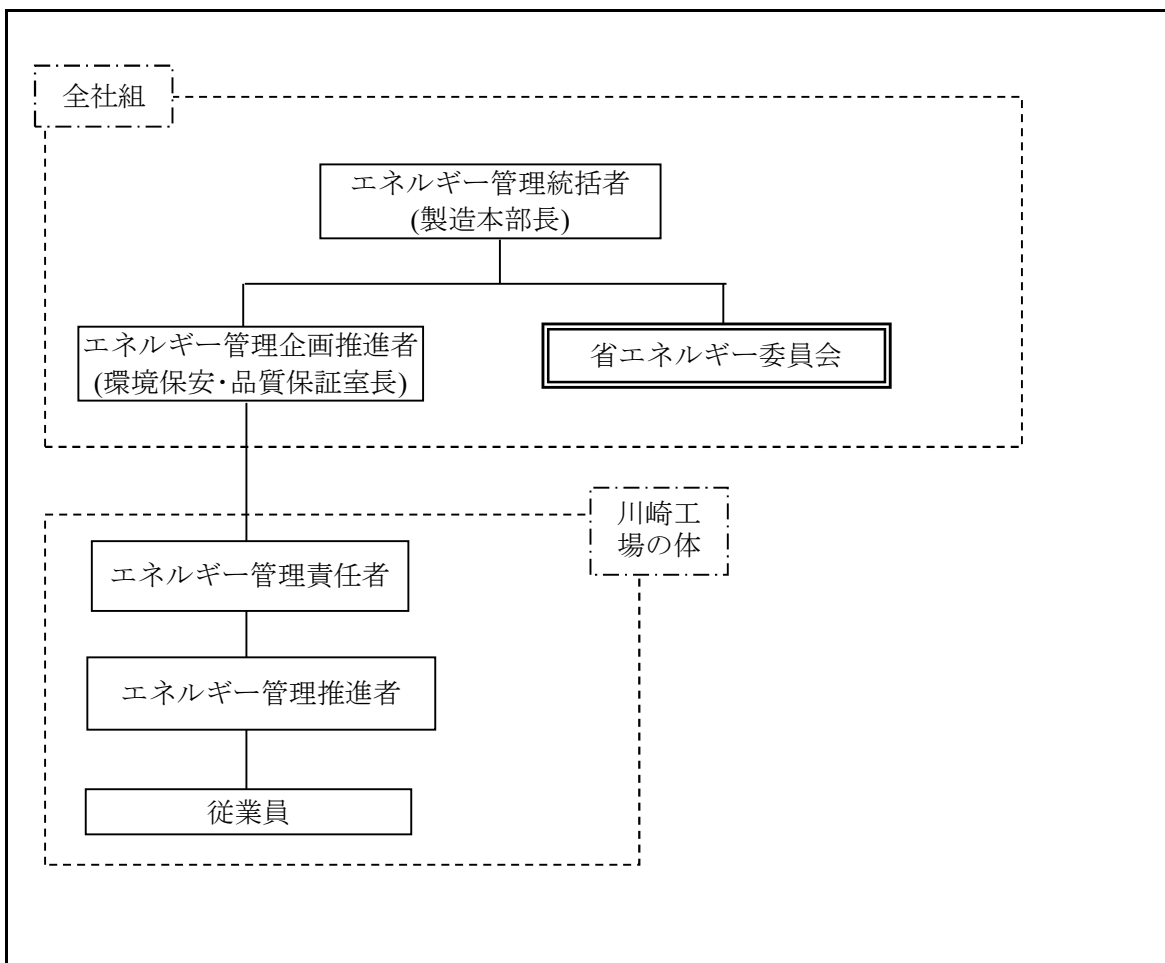 全社組
エネルギー管理統括者
(製造本部長)
エネルギー管理企画推進者
(環境保安・品質保証室長)
省エネルギー委員会
川崎工
場の体
エネルギー管理責任者
エネルギー管理推進者
従業員